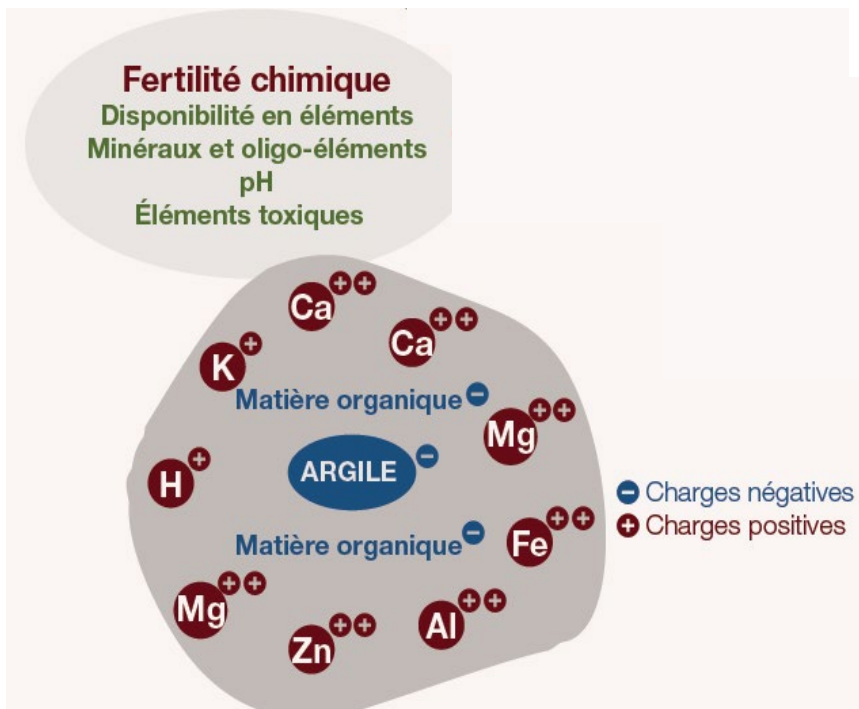 Fertilité chimique
Disponibilité en éléments
Minéraux et oligo-éléments
pH
Éléments toxiques
Ca++
Ca++
K+
Matière organique-
Mg++
H+
ARGILE-
- Charges négatives
+ Charges positives
Matière organique-
Fe++
Mg++
Al++
Zn++